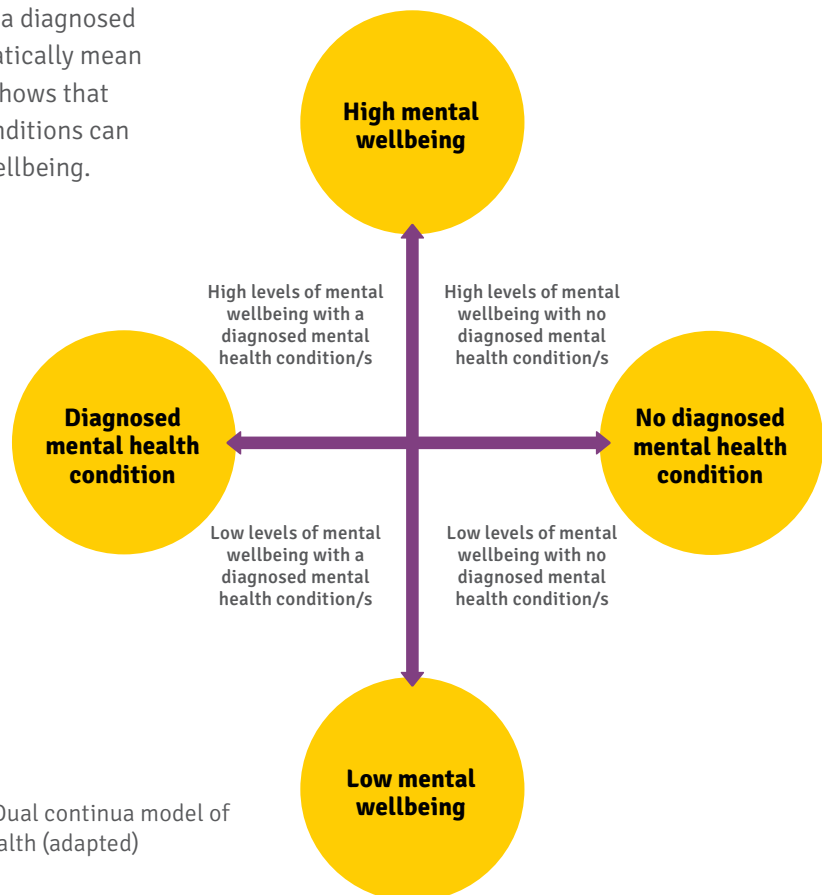 a diagnosed
atically mean
hows that
nditions can
ellbeing.
High mental
wellbeing
High levels of mental
wellbeing with a
diagnosed mental
health condition/s
High levels of mental
wellbeing with no
diagnosed mental
health condition/s
Diagnosed
mental health
condition
No diagnosed
mental health
condition
Low levels of mental
wellbeing with a
diagnosed mental
health condition/s
Low levels of mental
wellbeing with no
diagnosed mental
health condition/s
Low mental
wellbeing
Dual continua model of
alth (adapted)